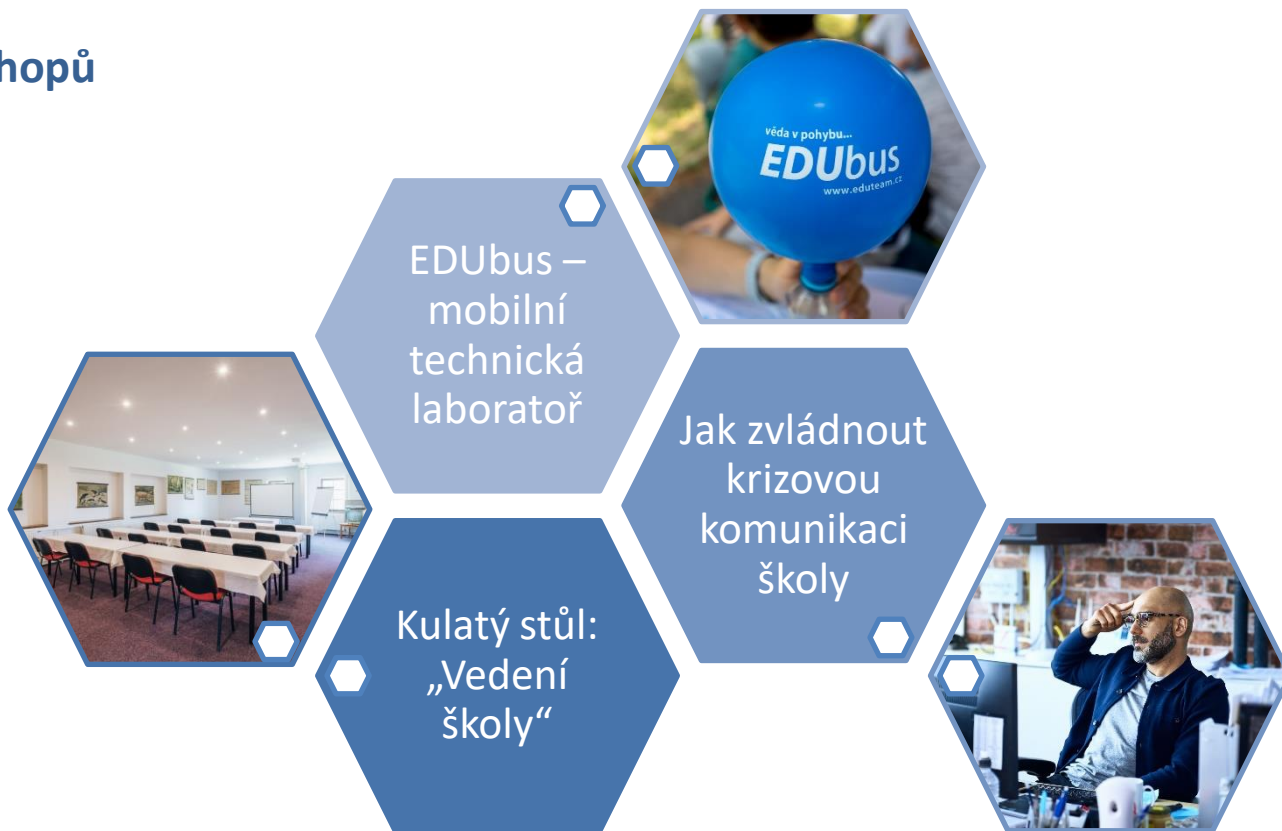 hopů
věda v pohybu...
EDUbus
www.eduteam.cz
EDUbus –
mobilní
technická
laboratoř
Jak zvládnout
krizovou
komunikaci
školy
Kulatý stůl:
„Vedení
školy“